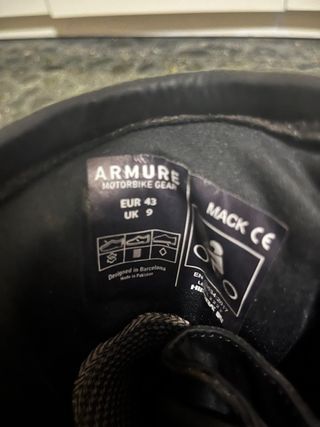 ARMURE
MOTORBIKE GEAR
EUR 43
UK 9
Designed in Barcelona
Made in Pakistan
MACK CE